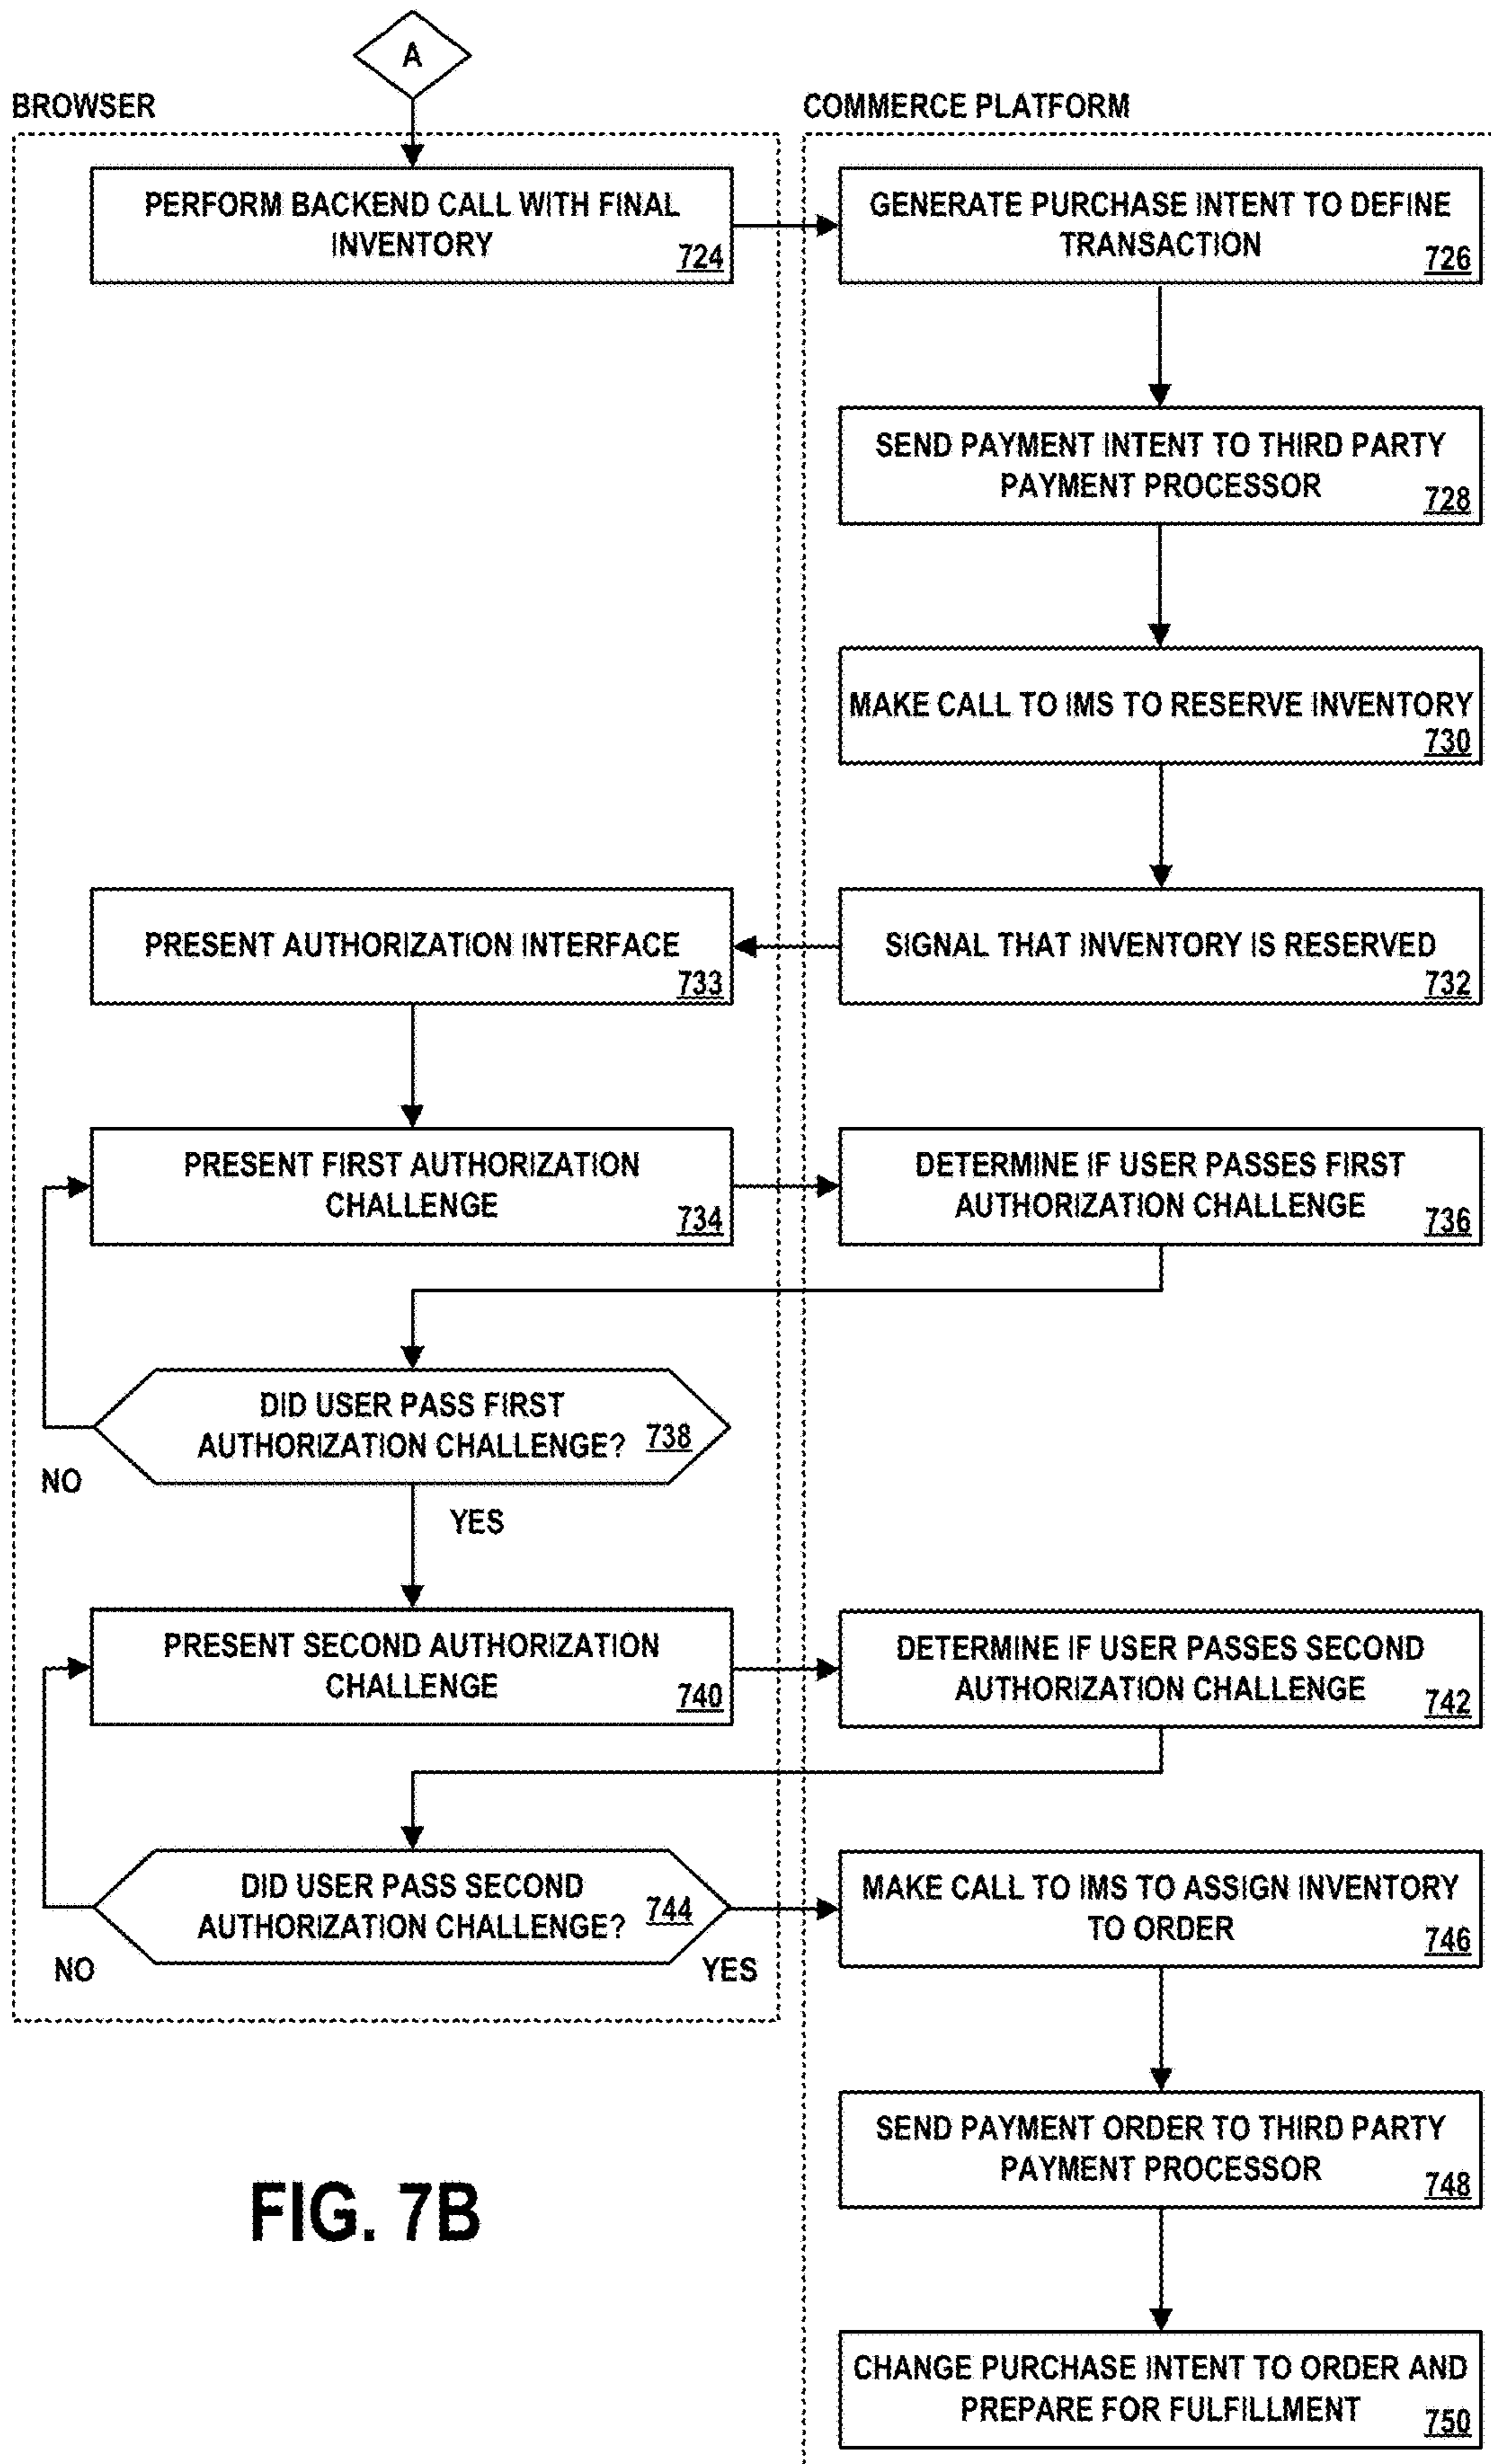 A
BROWSER
COMMERCE PLATFORM
PERFORM BACKEND CALL WITH FINAL
INVENTORY
724
GENERATE PURCHASE INTENT TO DEFINE
TRANSACTION
726
SEND PAYMENT INTENT TO THIRD PARTY
PAYMENT PROCESSOR
728
MAKE CALL TO IMS TO RESERVE INVENTORY
730
PRESENT AUTHORIZATION INTERFACE
733
SIGNAL THAT INVENTORY IS RESERVED
732
PRESENT FIRST AUTHORIZATION
CHALLENGE
734
DETERMINE IF USER PASSES FIRST
AUTHORIZATION CHALLENGE
736
DID USER PASS FIRST
AUTHORIZATION CHALLENGE?
738
NO
YES
PRESENT SECOND AUTHORIZATION
CHALLENGE
740
DETERMINE IF USER PASSES SECOND
AUTHORIZATION CHALLENGE
742
DID USER PASS SECOND
AUTHORIZATION CHALLENGE?
744
NO
YES
MAKE CALL TO IMS TO ASSIGN INVENTORY
TO ORDER
746
SEND PAYMENT ORDER TO THIRD PARTY
PAYMENT PROCESSOR
748
FIG. 7B
CHANGE PURCHASE INTENT TO ORDER AND
PREPARE FOR FULFILLMENT
750